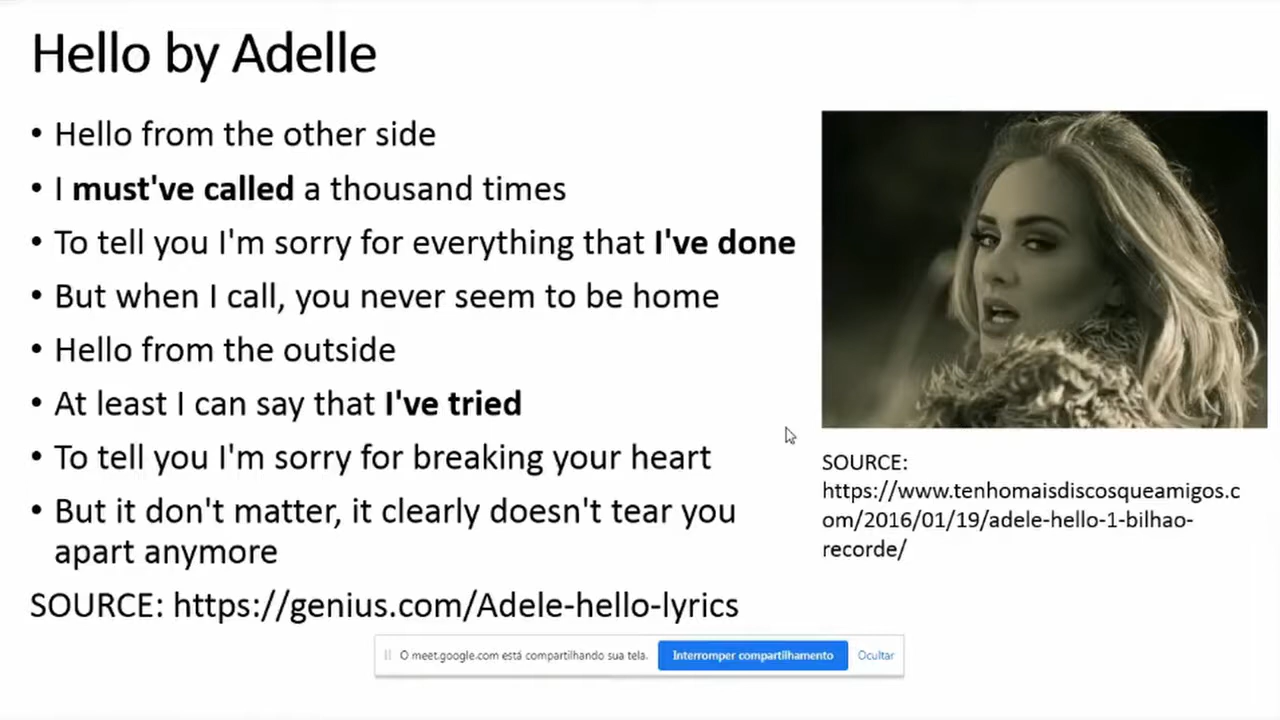 Hello by Adelle
• Hello from the other side
• I must've called a thousand times
• To tell you I'm sorry for everything that I've done
• But when I call, you never seem to be home
• Hello from the outside
• At least I can say that I've tried
• To tell you I'm sorry for breaking your heart
• But it don't matter, it clearly doesn't tear you
apart anymore
SOURCE: https://genius.com/Adele-hello-lyrics
SOURCE:
https://www.tenhomaisdiscosqueamigos.c
om/2016/01/19/adele-hello-1-bilhao-
recorde/
O meet.google.com está compartilhando sua tela. Interromper compartilhamento Ocultar